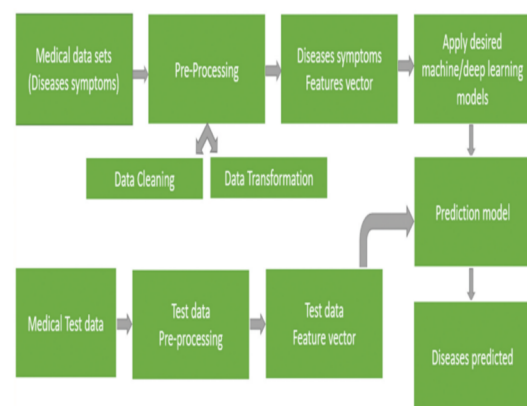 Medical data sets
(Diseases symptoms)
Pre-Processing
Diseases symptoms
Features vector
Apply desired
machine/deep learning
models
Data Cleaning
Data Transformation
Prediction model
Medical Test data
Test data
Pre-processing
Test data
Feature vector
Diseases predicted